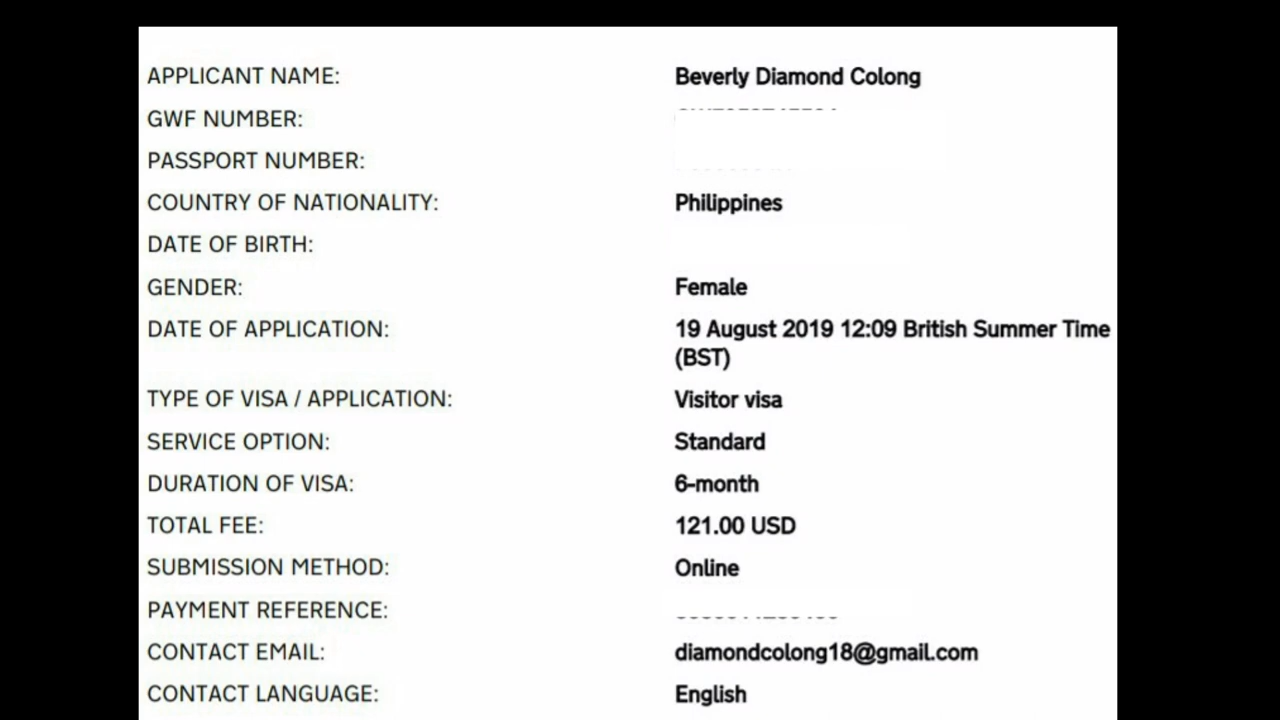 APPLICANT NAME: Beverly Diamond Colong
GWF NUMBER:
PASSPORT NUMBER:
COUNTRY OF NATIONALITY: Philippines
DATE OF BIRTH:
GENDER: Female
DATE OF APPLICATION: 19 August 2019 12:09 British Summer Time
(BST)
TYPE OF VISA / APPLICATION: Visitor visa
SERVICE OPTION: Standard
DURATION OF VISA: 6-month
TOTAL FEE: 121.00 USD
SUBMISSION METHOD: Online
PAYMENT REFERENCE:
CONTACT EMAIL: diamondcolong18@gmail.com
CONTACT LANGUAGE: English